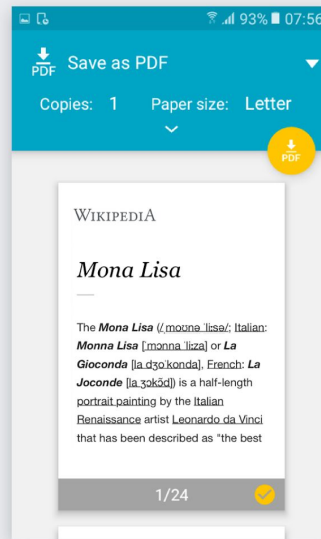 93% 07:56
PDF Save as PDF
Copies: 1 Paper size: Letter
PDF
WIKIPEDIA
Mona Lisa
The Mona Lisa (/ˌmoʊnə ˈliːsə/; Italian:
Monna Lisa [ˈmɔnna ˈliːza] or La
Gioconda [la dʒoˈkonda], French: La
Joconde [la ʒɔkɔ̃d]) is a half-length
portrait painting by the Italian
Renaissance artist Leonardo da Vinci
that has been described as "the best
1/24